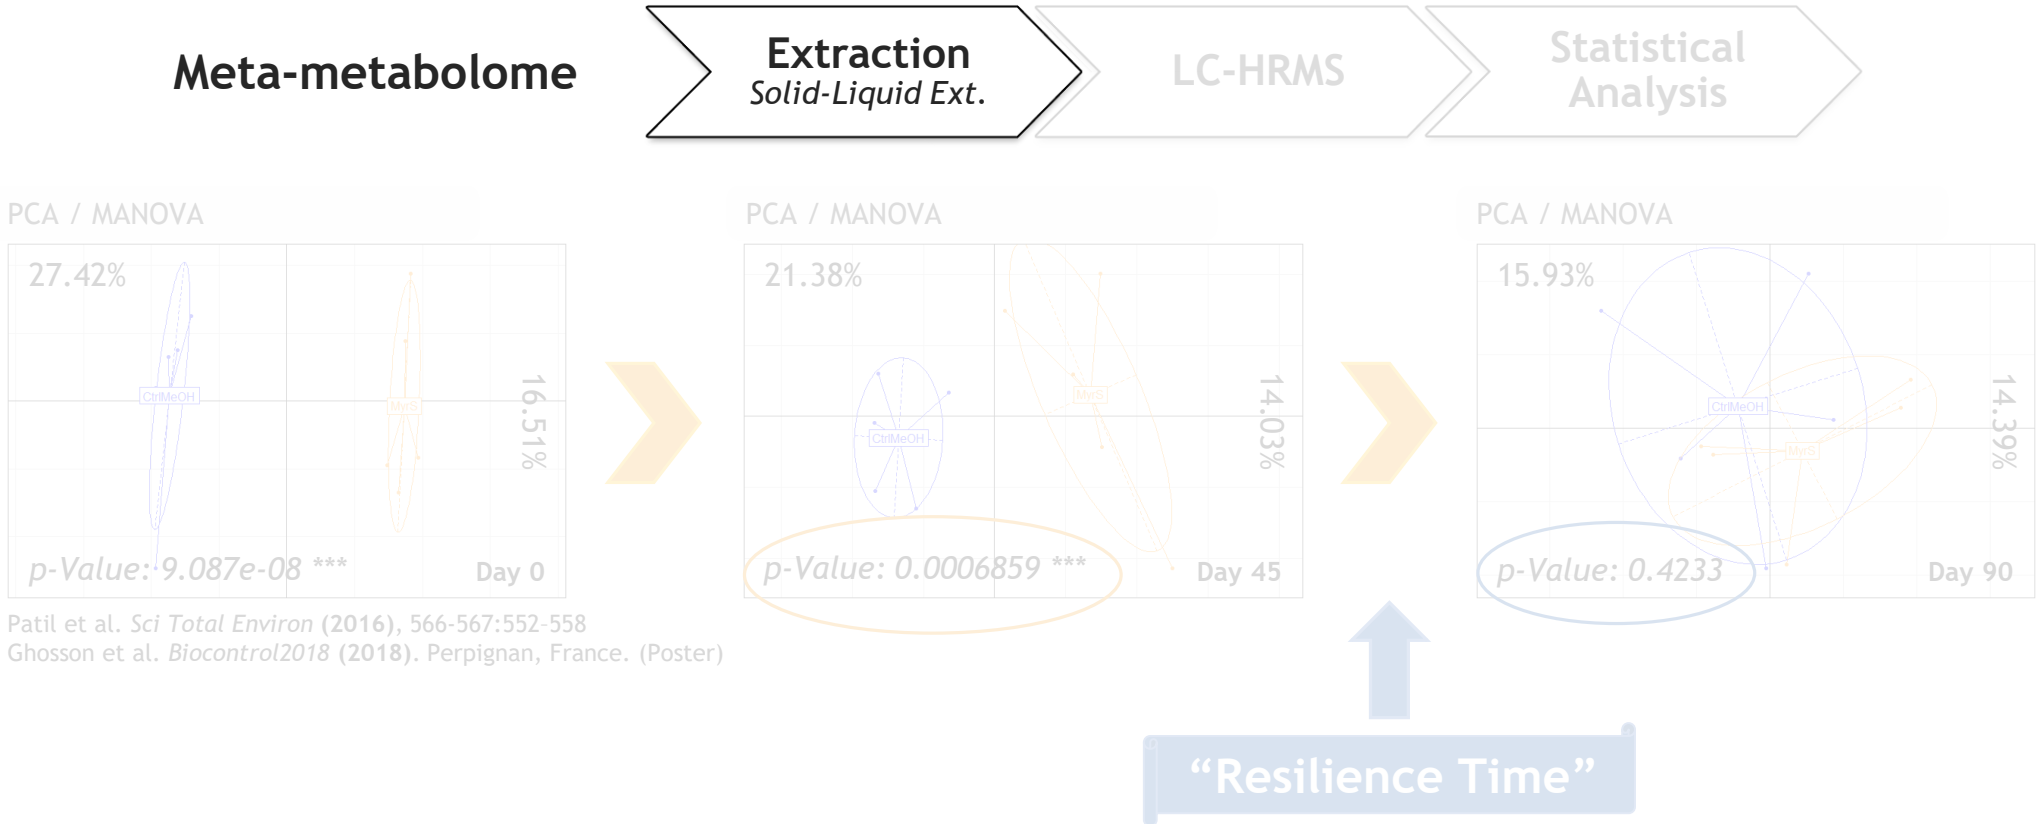 Meta-metabolome
Extraction
Solid-Liquid Ext.
LC-HRMS
Statistical
Analysis
PCA / MANOVA
27.42%
CtrlMeOH
MyrS
16.51%
p-Value: 9.087e-08 ***
Day 0
PCA / MANOVA
21.38%
CtrlMeOH
MyrS
14.03%
p-Value: 0.0006859 ***
Day 45
PCA / MANOVA
15.93%
CtrlMeOH
MyrS
14.39%
p-Value: 0.4233
Day 90
Patil et al. Sci Total Environ (2016), 566-567:552-558
Ghosson et al. Biocontrol2018 (2018). Perpignan, France. (Poster)
“Resilience Time”